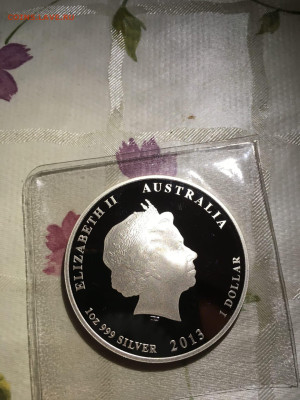 ELIZABETH II AUSTRALIA
1OZ 999 SILVER 2013 1 DOLLAR